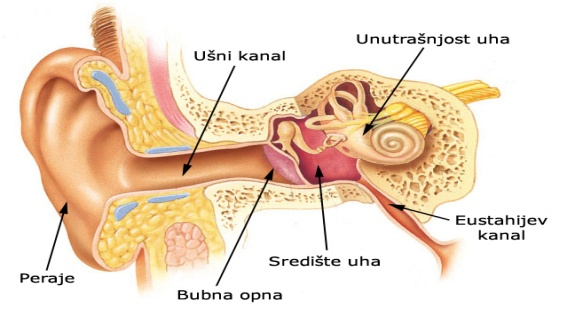 Unutrašnjost uha
Ušni kanal
Eustahijev
kanal
Središte uha
Peraje
Bubna opna